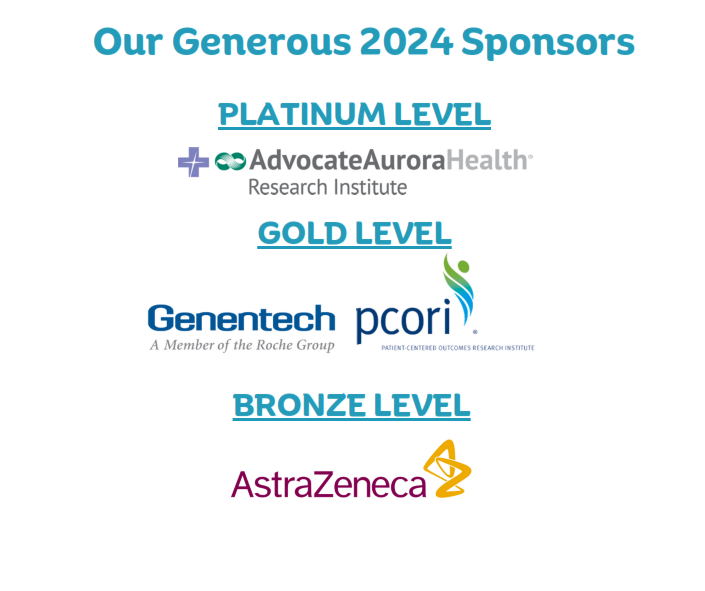 Our Generous 2024 Sponsors
PLATINUM LEVEL
AdvocateAuroraHealth®
Research Institute
GOLD LEVEL
Genentech
A Member of the Roche Group
pcori®
PATIENT-CENTERED OUTCOMES RESEARCH INSTITUTE
BRONZE LEVEL
AstraZeneca